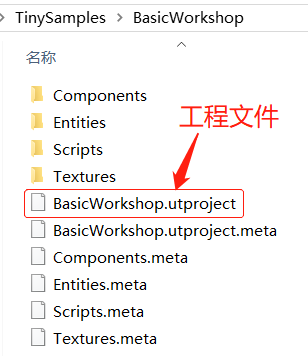 TinySamples > BasicWorkshop
名称
工程文件
Components
Entities
Scripts
Textures
BasicWorkshop.utproject
BasicWorkshop.utproject.meta
Components.meta
Entities.meta
Scripts.meta
Textures.meta